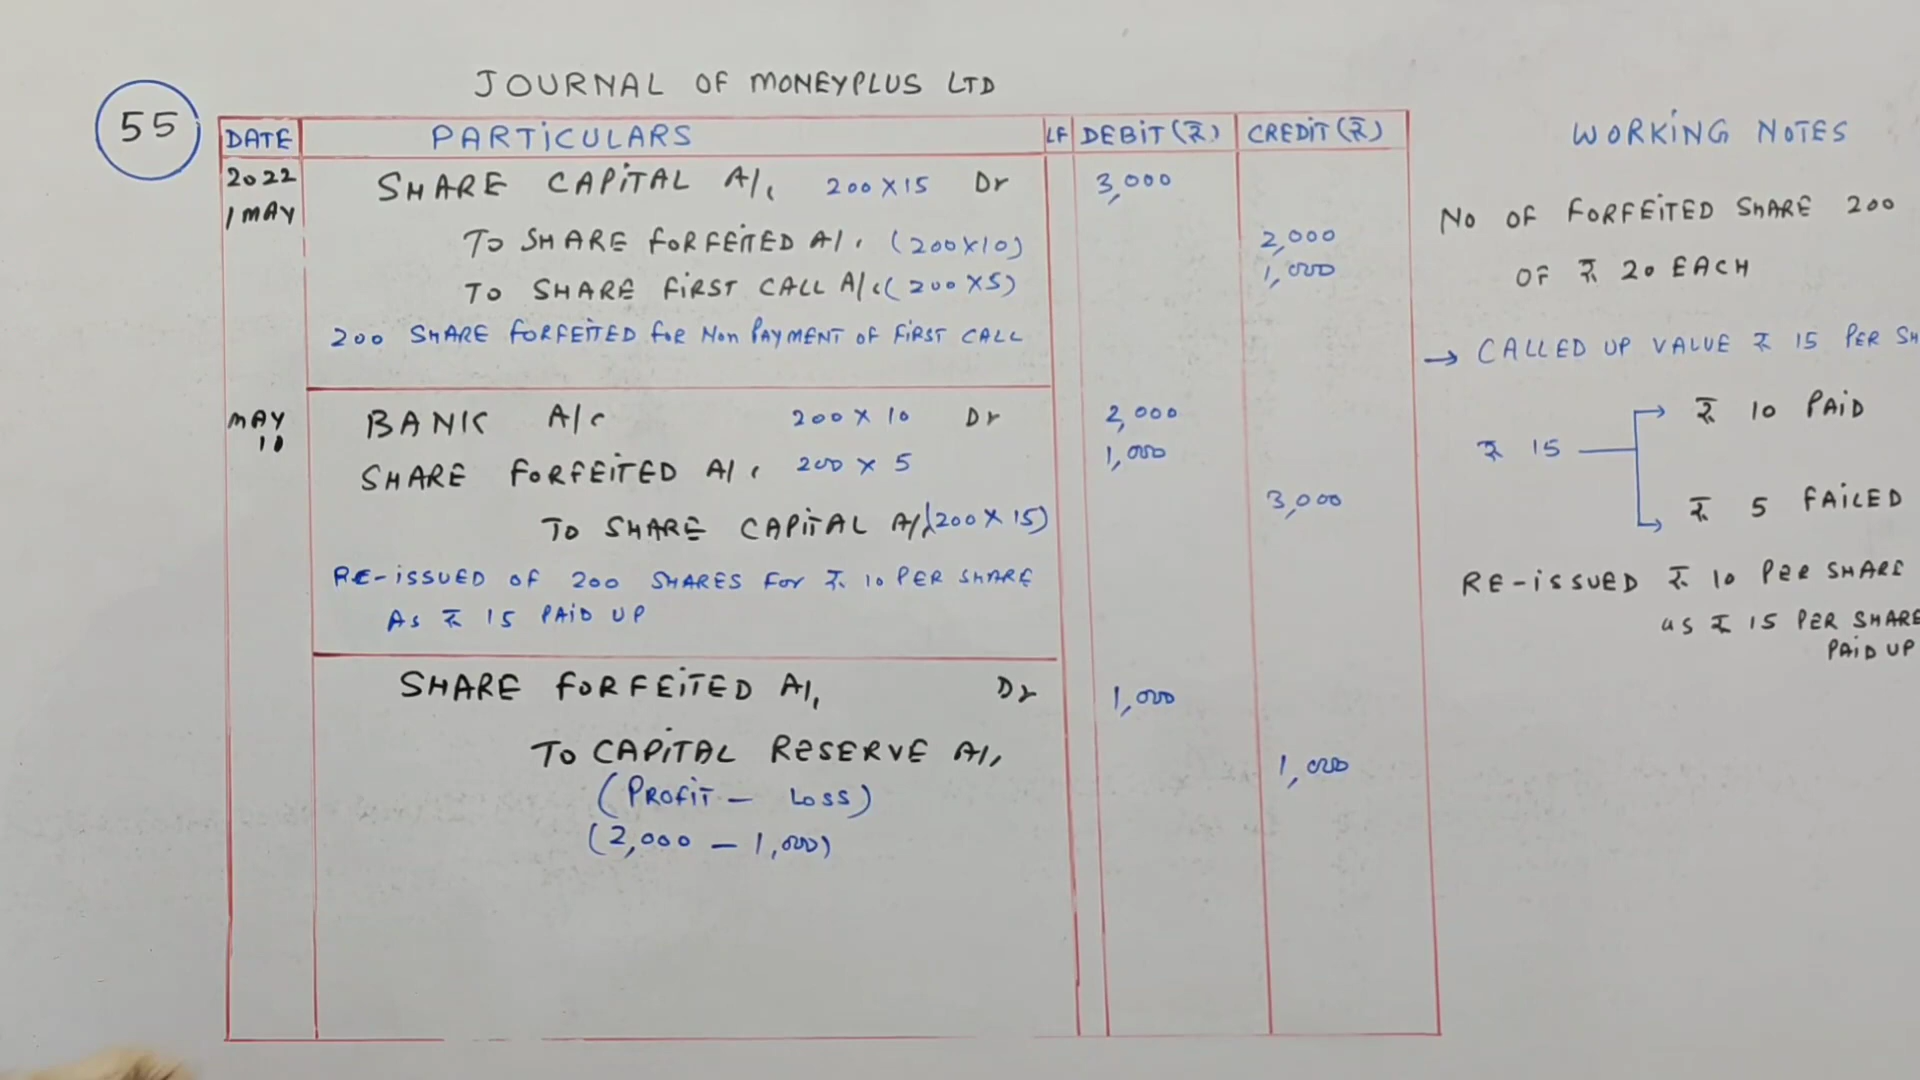 55
JOURNAL OF MONEYPLUS LTD
DATE PARTICULARS LF DEBIT (₹) CREDIT (₹)
2022
1 MAY
SHARE CAPITAL A/c 200 X 15 Dr 3,000
TO SHARE FORFEITED A/c (200 X 10) 2,000
TO SHARE FIRST CALL A/c (200 X 5) 1,000
200 SHARE FORFEITED FOR NON PAYMENT OF FIRST CALL
MAY
10
BANK A/c 200 X 10 Dr 2,000
SHARE FORFEITED A/c 200 X 5 1,000
TO SHARE CAPITAL A/c (200 X 15) 3,000
RE-ISSUED OF 200 SHARES FOR ₹ 10 PER SHARE
AS ₹ 15 PAID UP
SHARE FORFEITED A/c Dr 1,000
TO CAPITAL RESERVE A/c 1,000
(PROFIT - LOSS)
(2,000 - 1,000)
WORKING NOTES
NO OF FORFEITED SHARE 200
OF ₹ 20 EACH
→ CALLED UP VALUE ₹ 15 PER SH
₹ 10 PAID
₹ 15
₹ 5 FAILED
RE-ISSUED ₹ 10 PER SHARE
as ₹ 15 PER SHARE
PAID UP